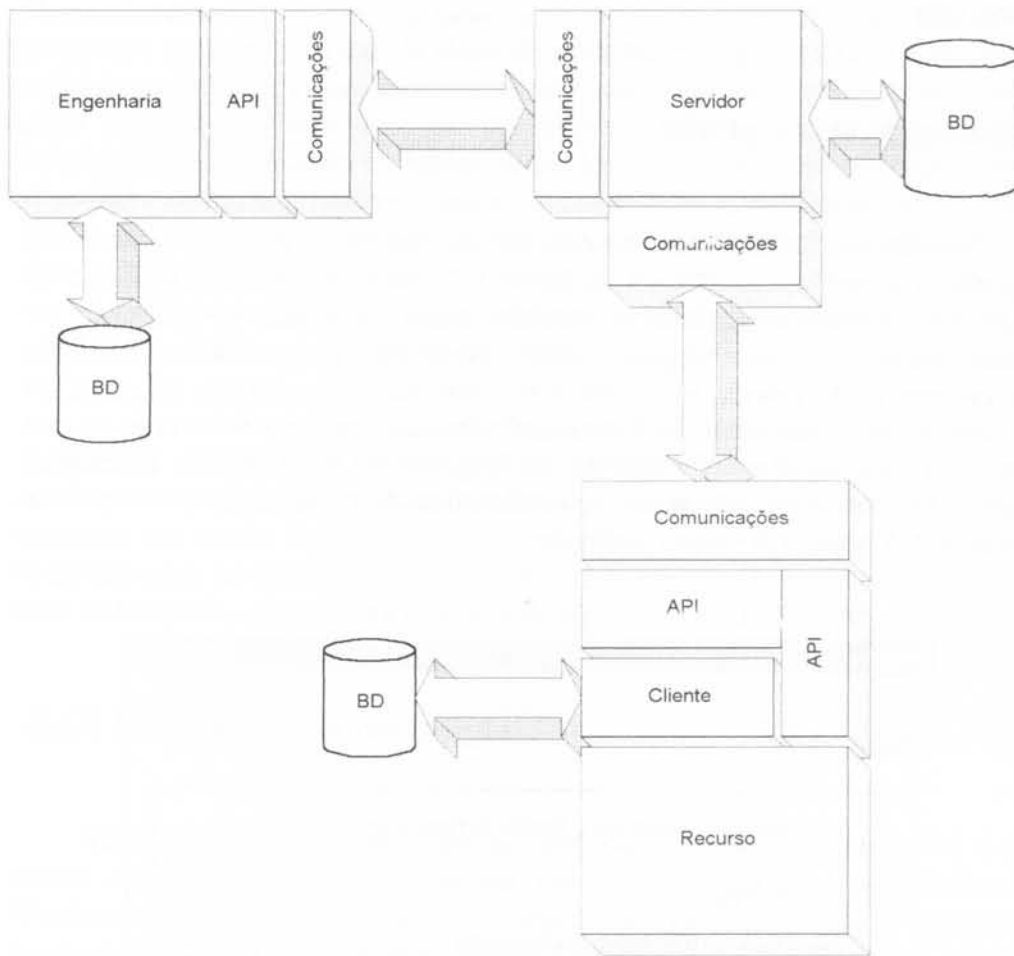 Engenharia
API
Comunicações
Comunicações
Servidor
BD
Comunicações
BD
Comunicações
API
API
BD
Cliente
Recurso